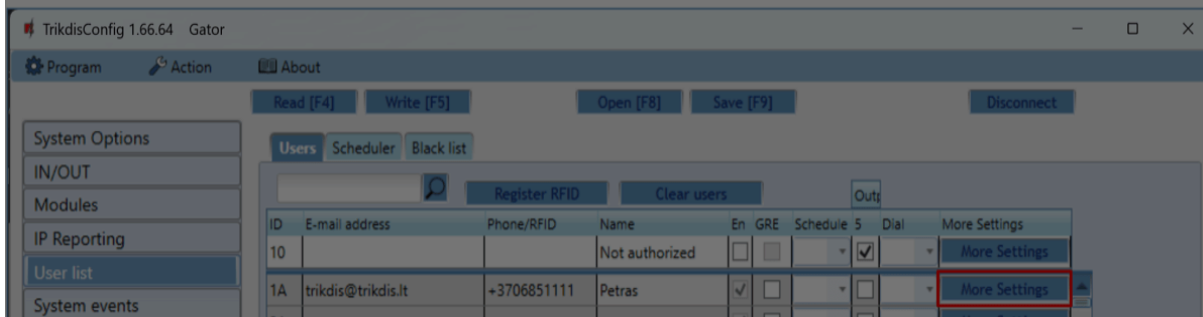 TrikdisConfig 1.66.64 Gator
Program Action About
Read [F4] Write [F5] Open [F8] Save [F9] Disconnect
System Options
IN/OUT
Modules
IP Reporting
User list
System events
Users Scheduler Black list
Register RFID Clear users
ID E-mail address Phone/RFID Name En GRE Schedule 5 Dial More Settings
10 Not authorized More Settings
1A trikdis@trikdis.lt +3706851111 Petras More Settings